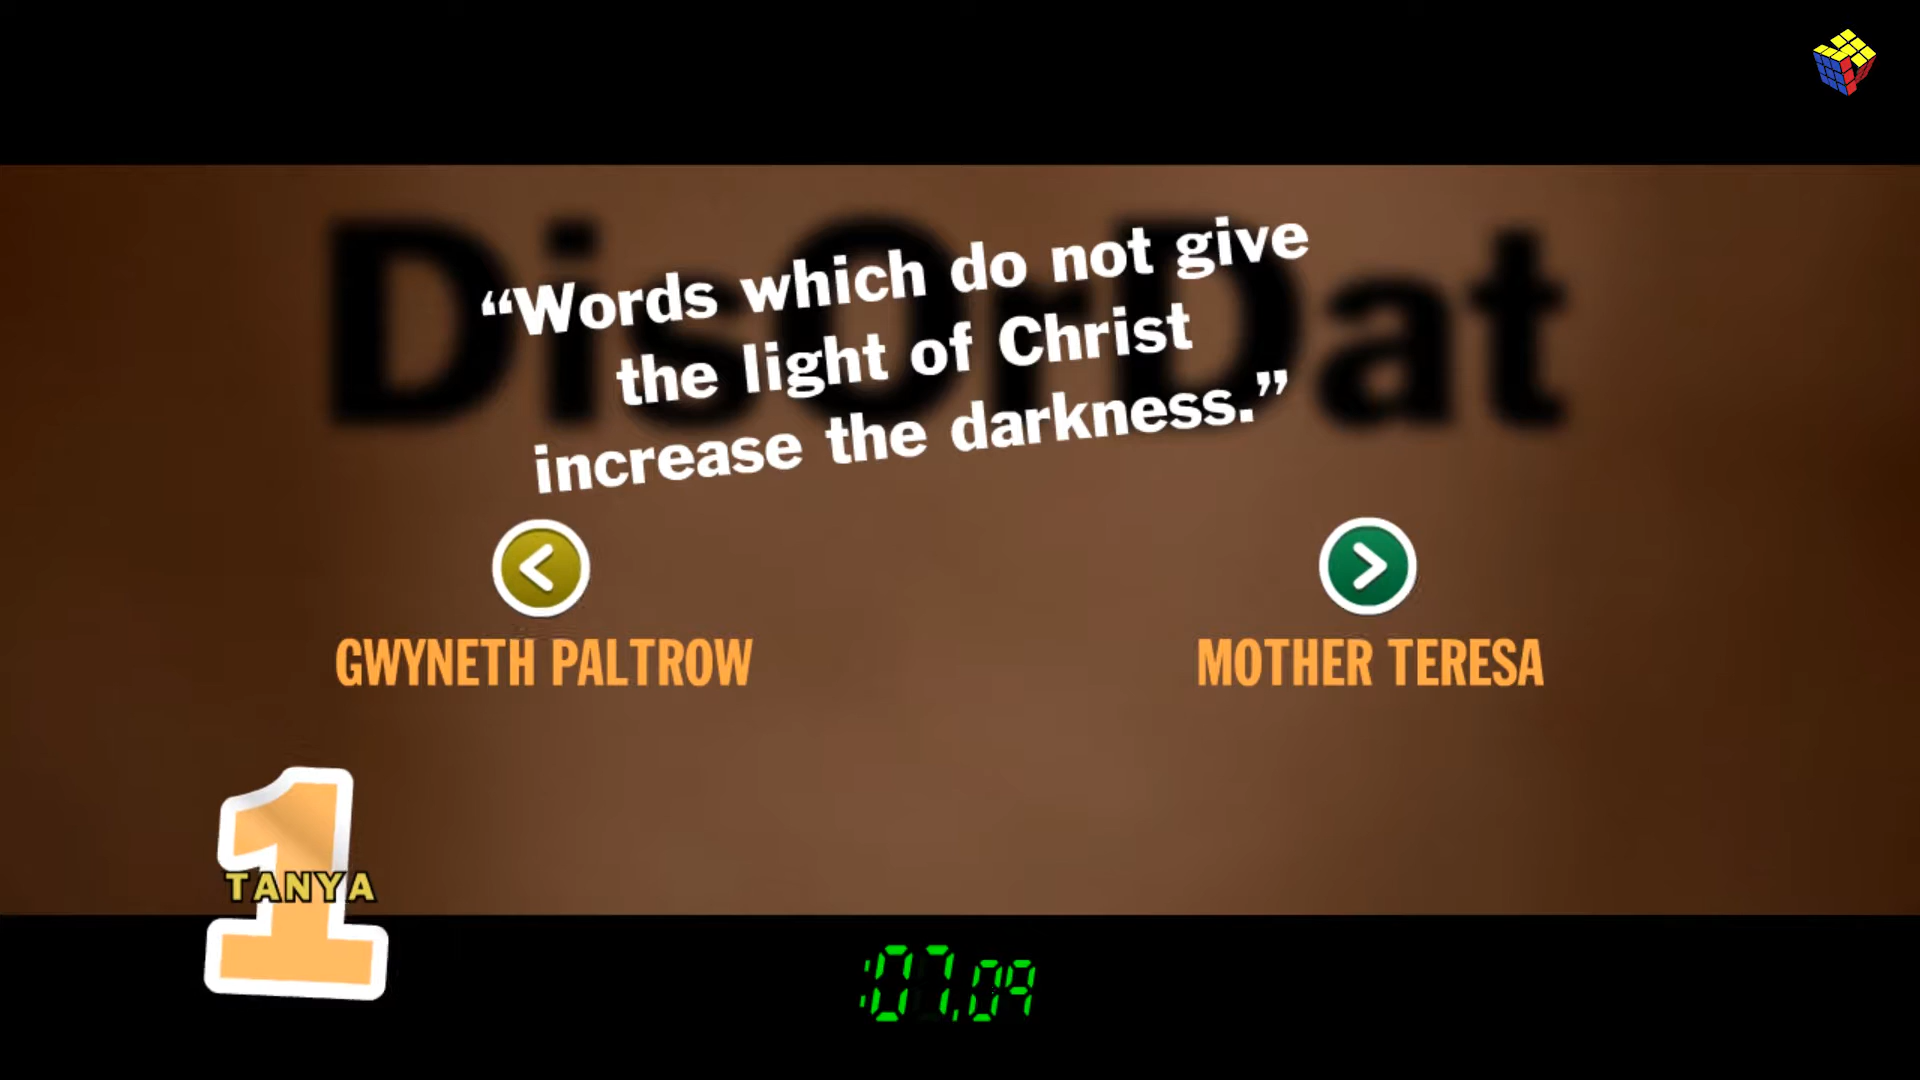 DisOrDat
“Words which do not give
the light of Christ
increase the darkness.”
<
>
GWYNETH PALTROW
MOTHER TERESA
1
TANYA
:07.09